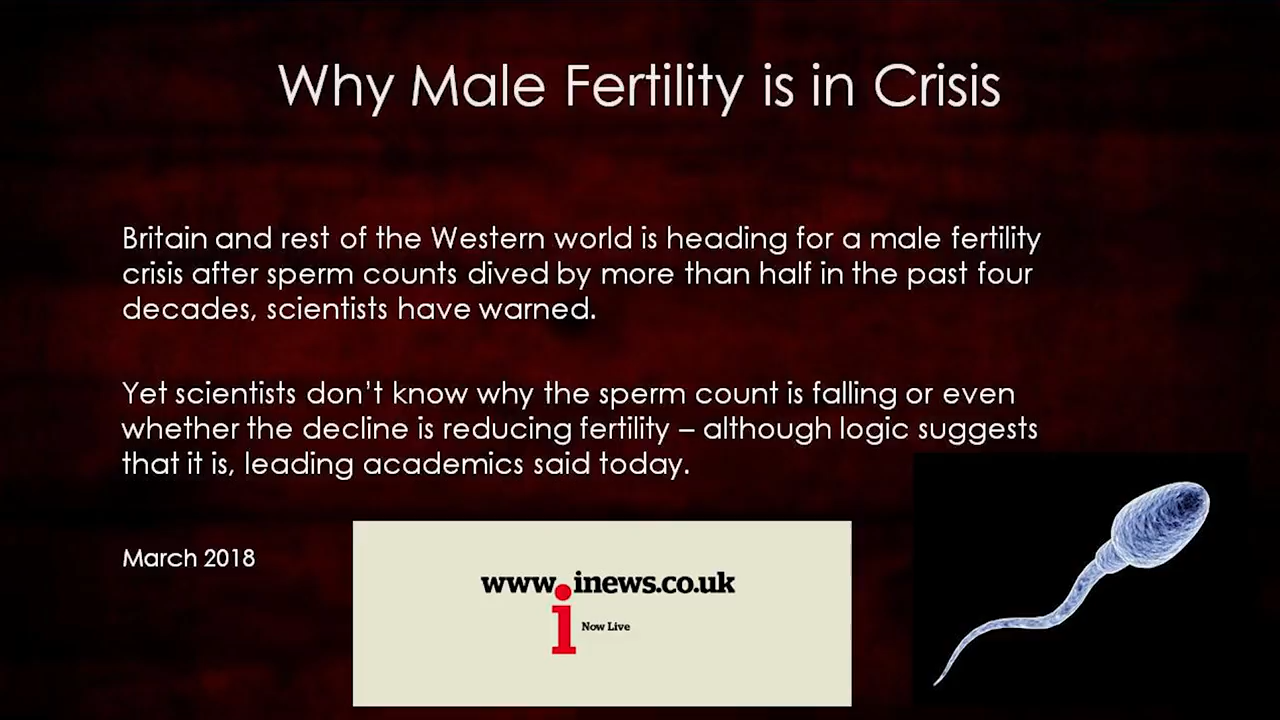 Why Male Fertility is in Crisis
Britain and rest of the Western world is heading for a male fertility
crisis after sperm counts dived by more than half in the past four
decades, scientists have warned.
Yet scientists don't know why the sperm count is falling or even
whether the decline is reducing fertility – although logic suggests
that it is, leading academics said today.
March 2018
www.inews.co.uk
i Now Live